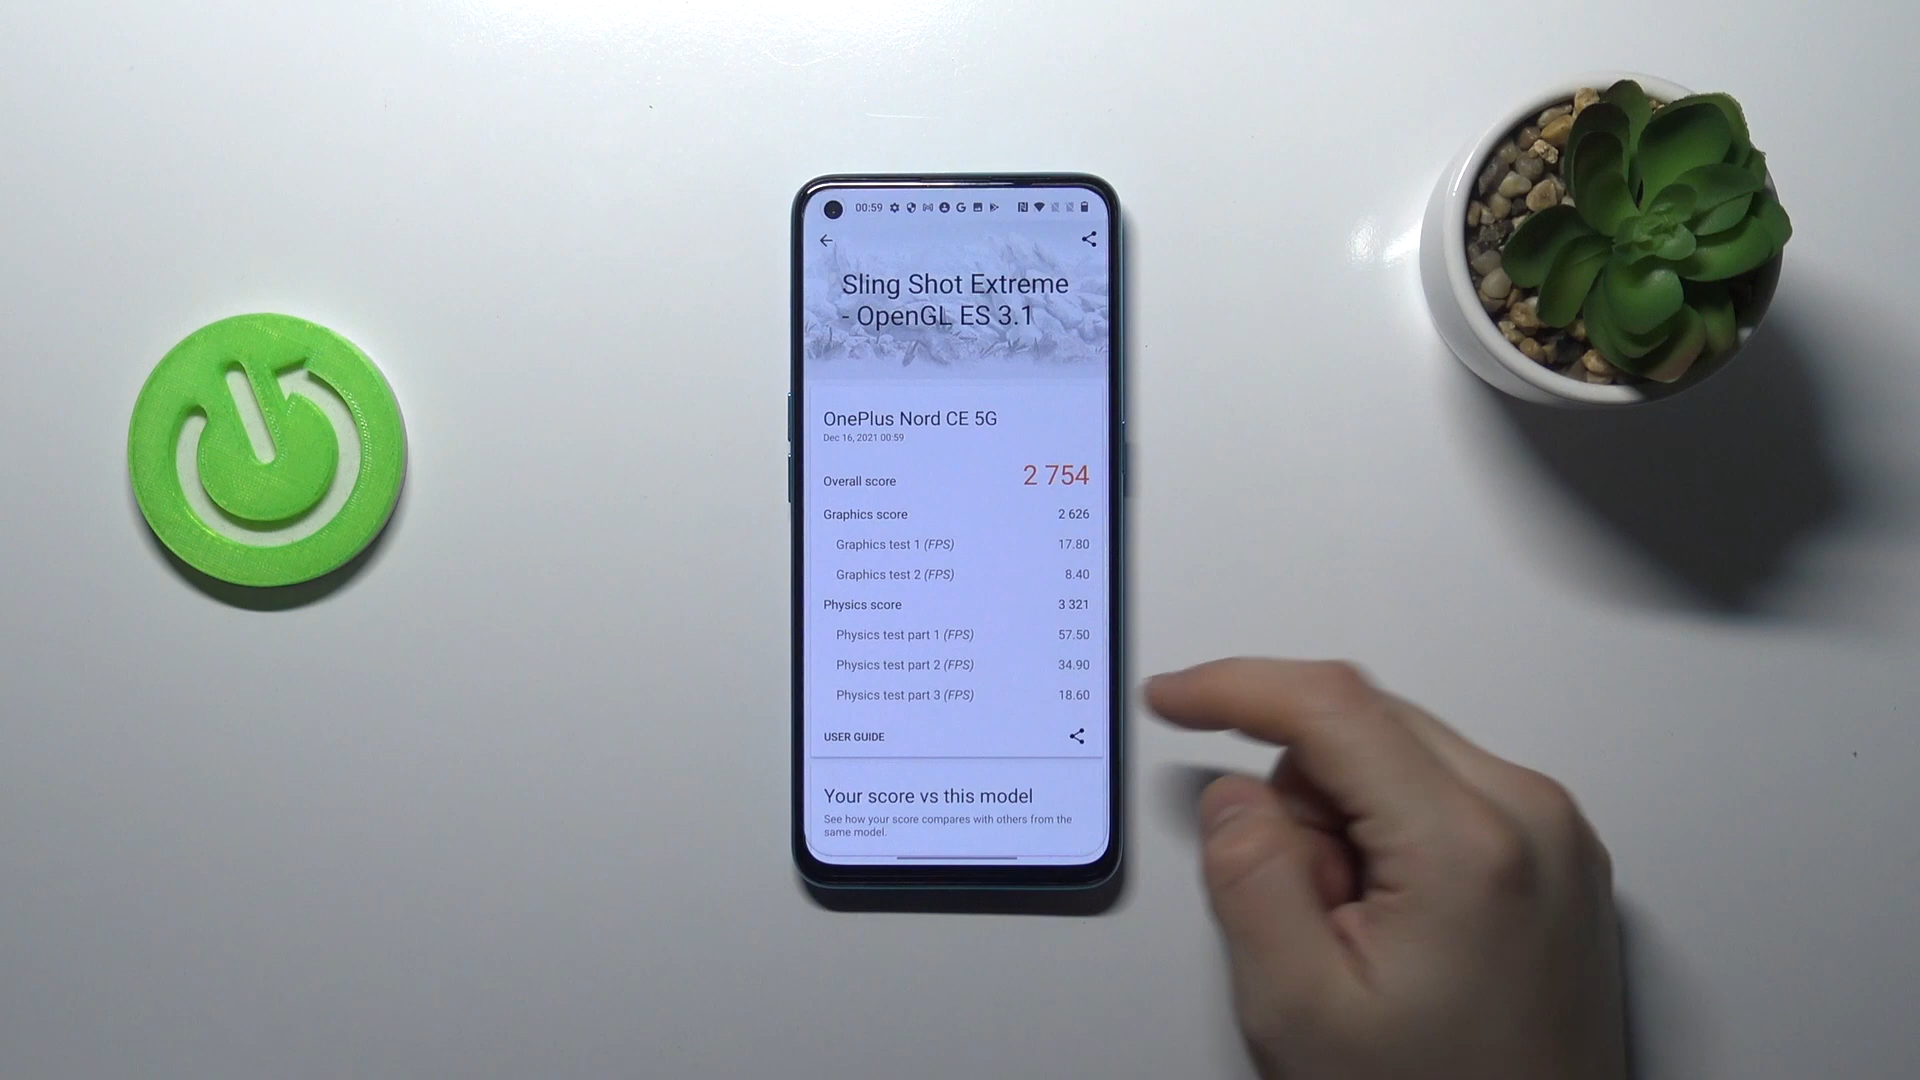 00:59
Sling Shot Extreme
- OpenGL ES 3.1
OnePlus Nord CE 5G
Dec 16, 2021 00:59
Overall score 2 754
Graphics score 2 626
Graphics test 1 (FPS) 17.80
Graphics test 2 (FPS) 8.40
Physics score 3 321
Physics test part 1 (FPS) 57.50
Physics test part 2 (FPS) 34.90
Physics test part 3 (FPS) 18.60
USER GUIDE
Your score vs this model
See how your score compares with others from the
same model.